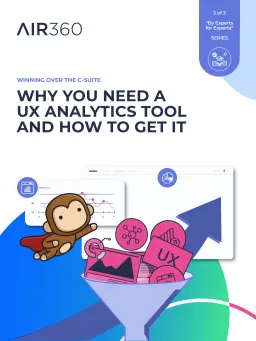 AIR360
3 of 3
"By Experts
for Experts"
SERIES
WINNING OVER THE C-SUITE
WHY YOU NEED A
UX ANALYTICS TOOL
AND HOW TO GET IT
UX